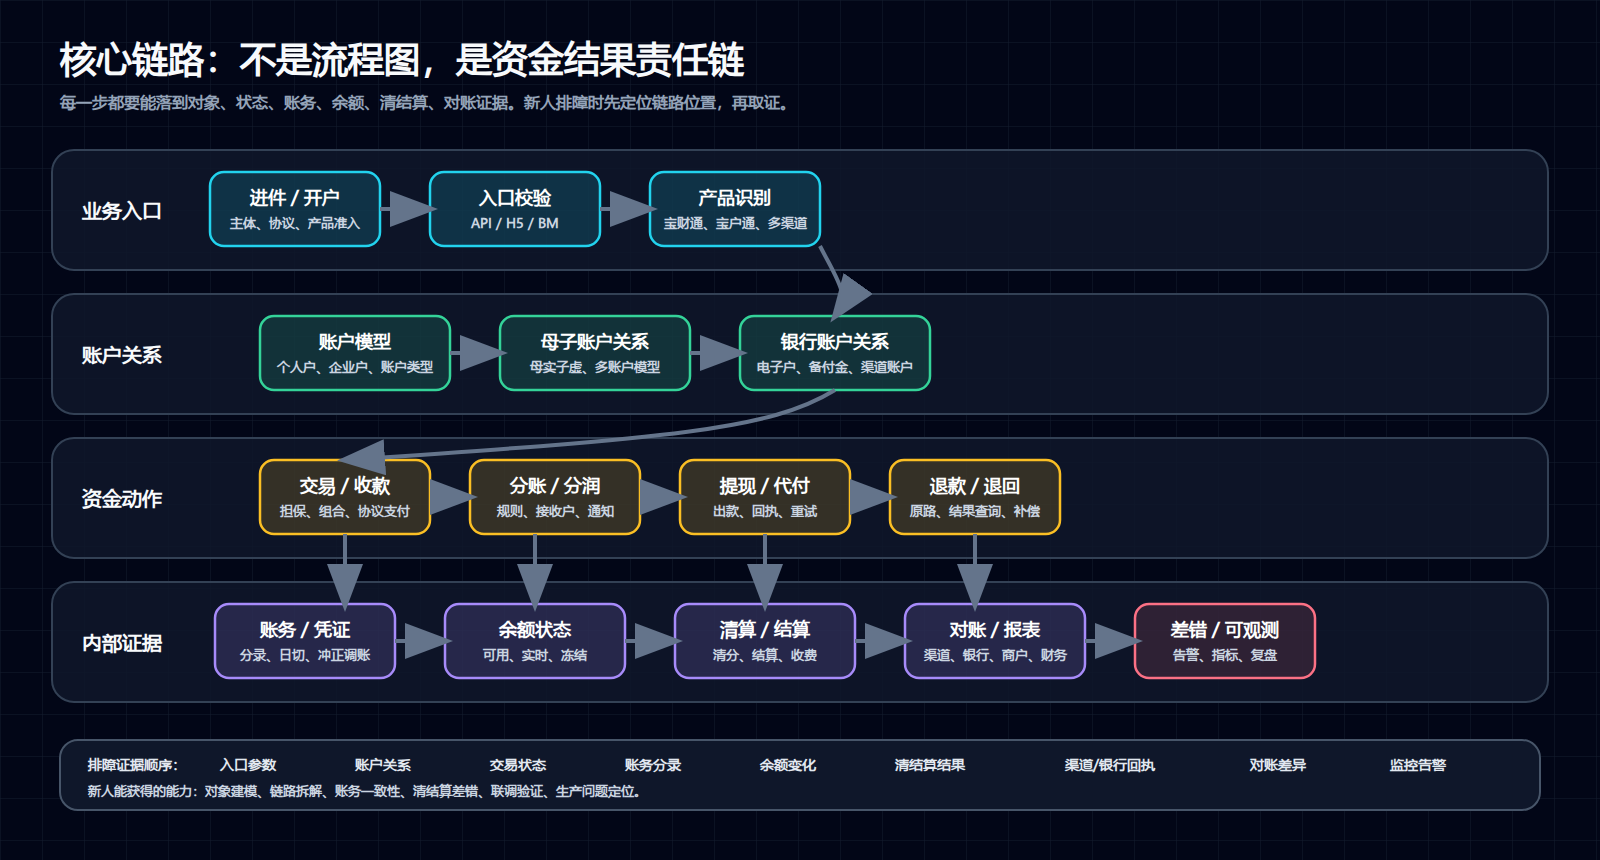 核心链路：不是流程图，是资金结果责任链
每一步都要能落到对象、状态、账务、余额、清结算、对账证据。新人排障时先定位链路位置，再取证。
业务入口
进件 / 开户
主体、协议、产品准入
入口校验
API / H5 / BM
产品识别
宝财通、宝户通、多渠道
账户关系
账户模型
个人户、企业户、账户类型
母子账户关系
母实子虚、多账户模型
银行账户关系
电子户、备付金、渠道账户
资金动作
交易 / 收款
担保、组合、协议支付
分账 / 分润
规则、接收户、通知
提现 / 代付
出款、回执、重试
退款 / 退回
原路、结果查询、补偿
内部证据
账务 / 凭证
分录、日切、冲正调账
余额状态
可用、实时、冻结
清算 / 结算
清分、结算、收费
对账 / 报表
渠道、银行、商户、财务
差错 / 可观测
告警、指标、复盘
排障证据顺序： 入口参数 账户关系 交易状态 账务分录 余额变化 清结算结果 渠道/银行回执 对账差异 监控告警
新人能获得的能力：对象建模、链路拆解、账务一致性、清结算差错、联调验证、生产问题定位。